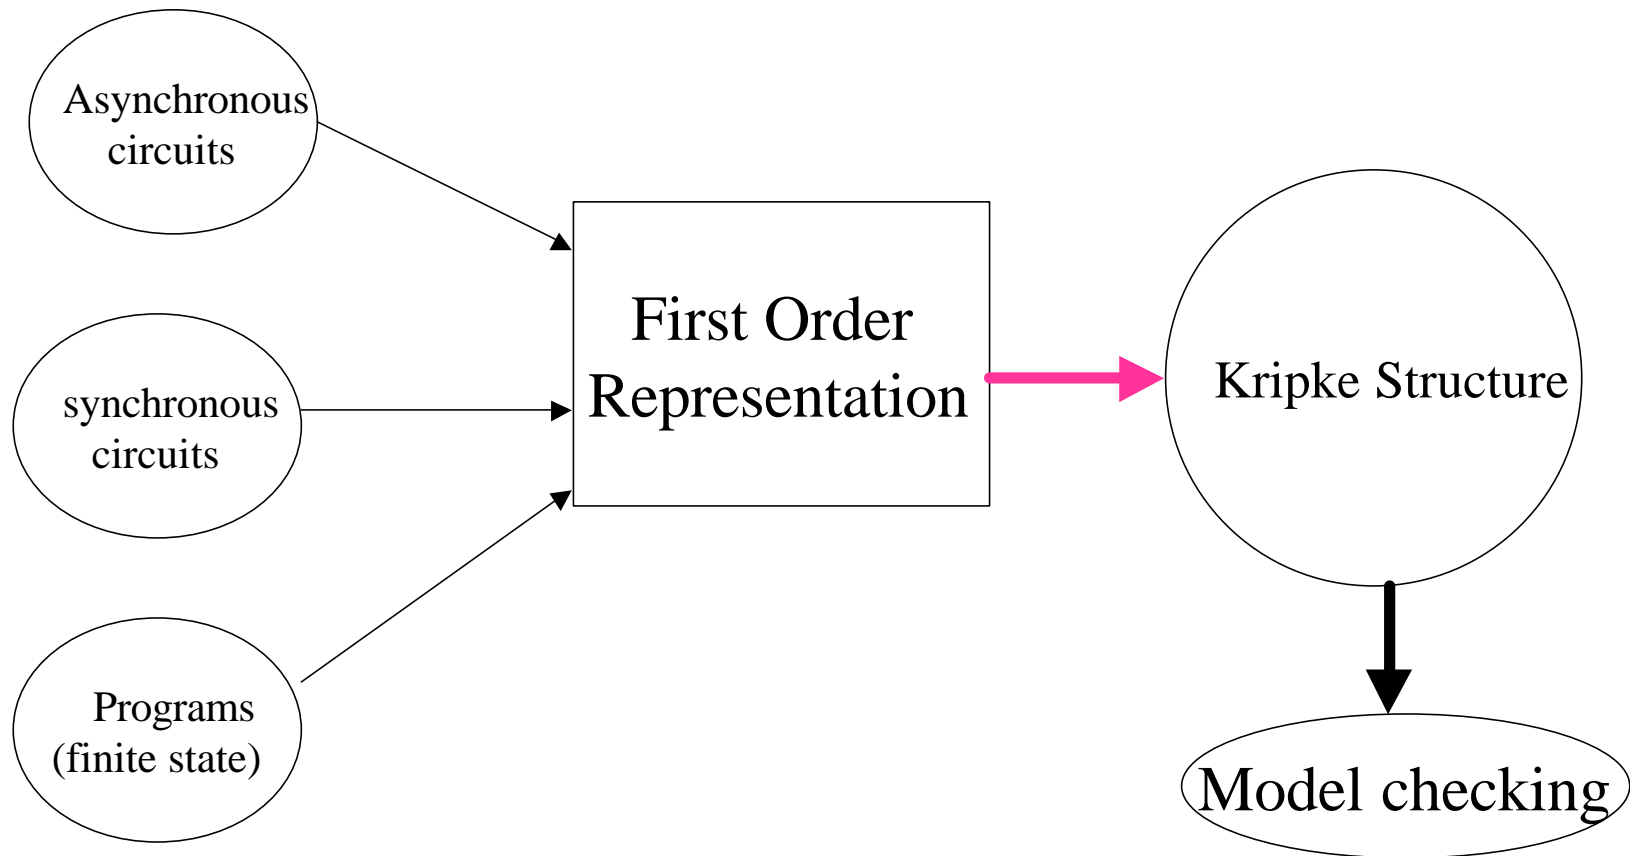 Asynchronous
circuits
synchronous
circuits
Programs
(finite state)
First Order
Representation
Kripke Structure
Model checking